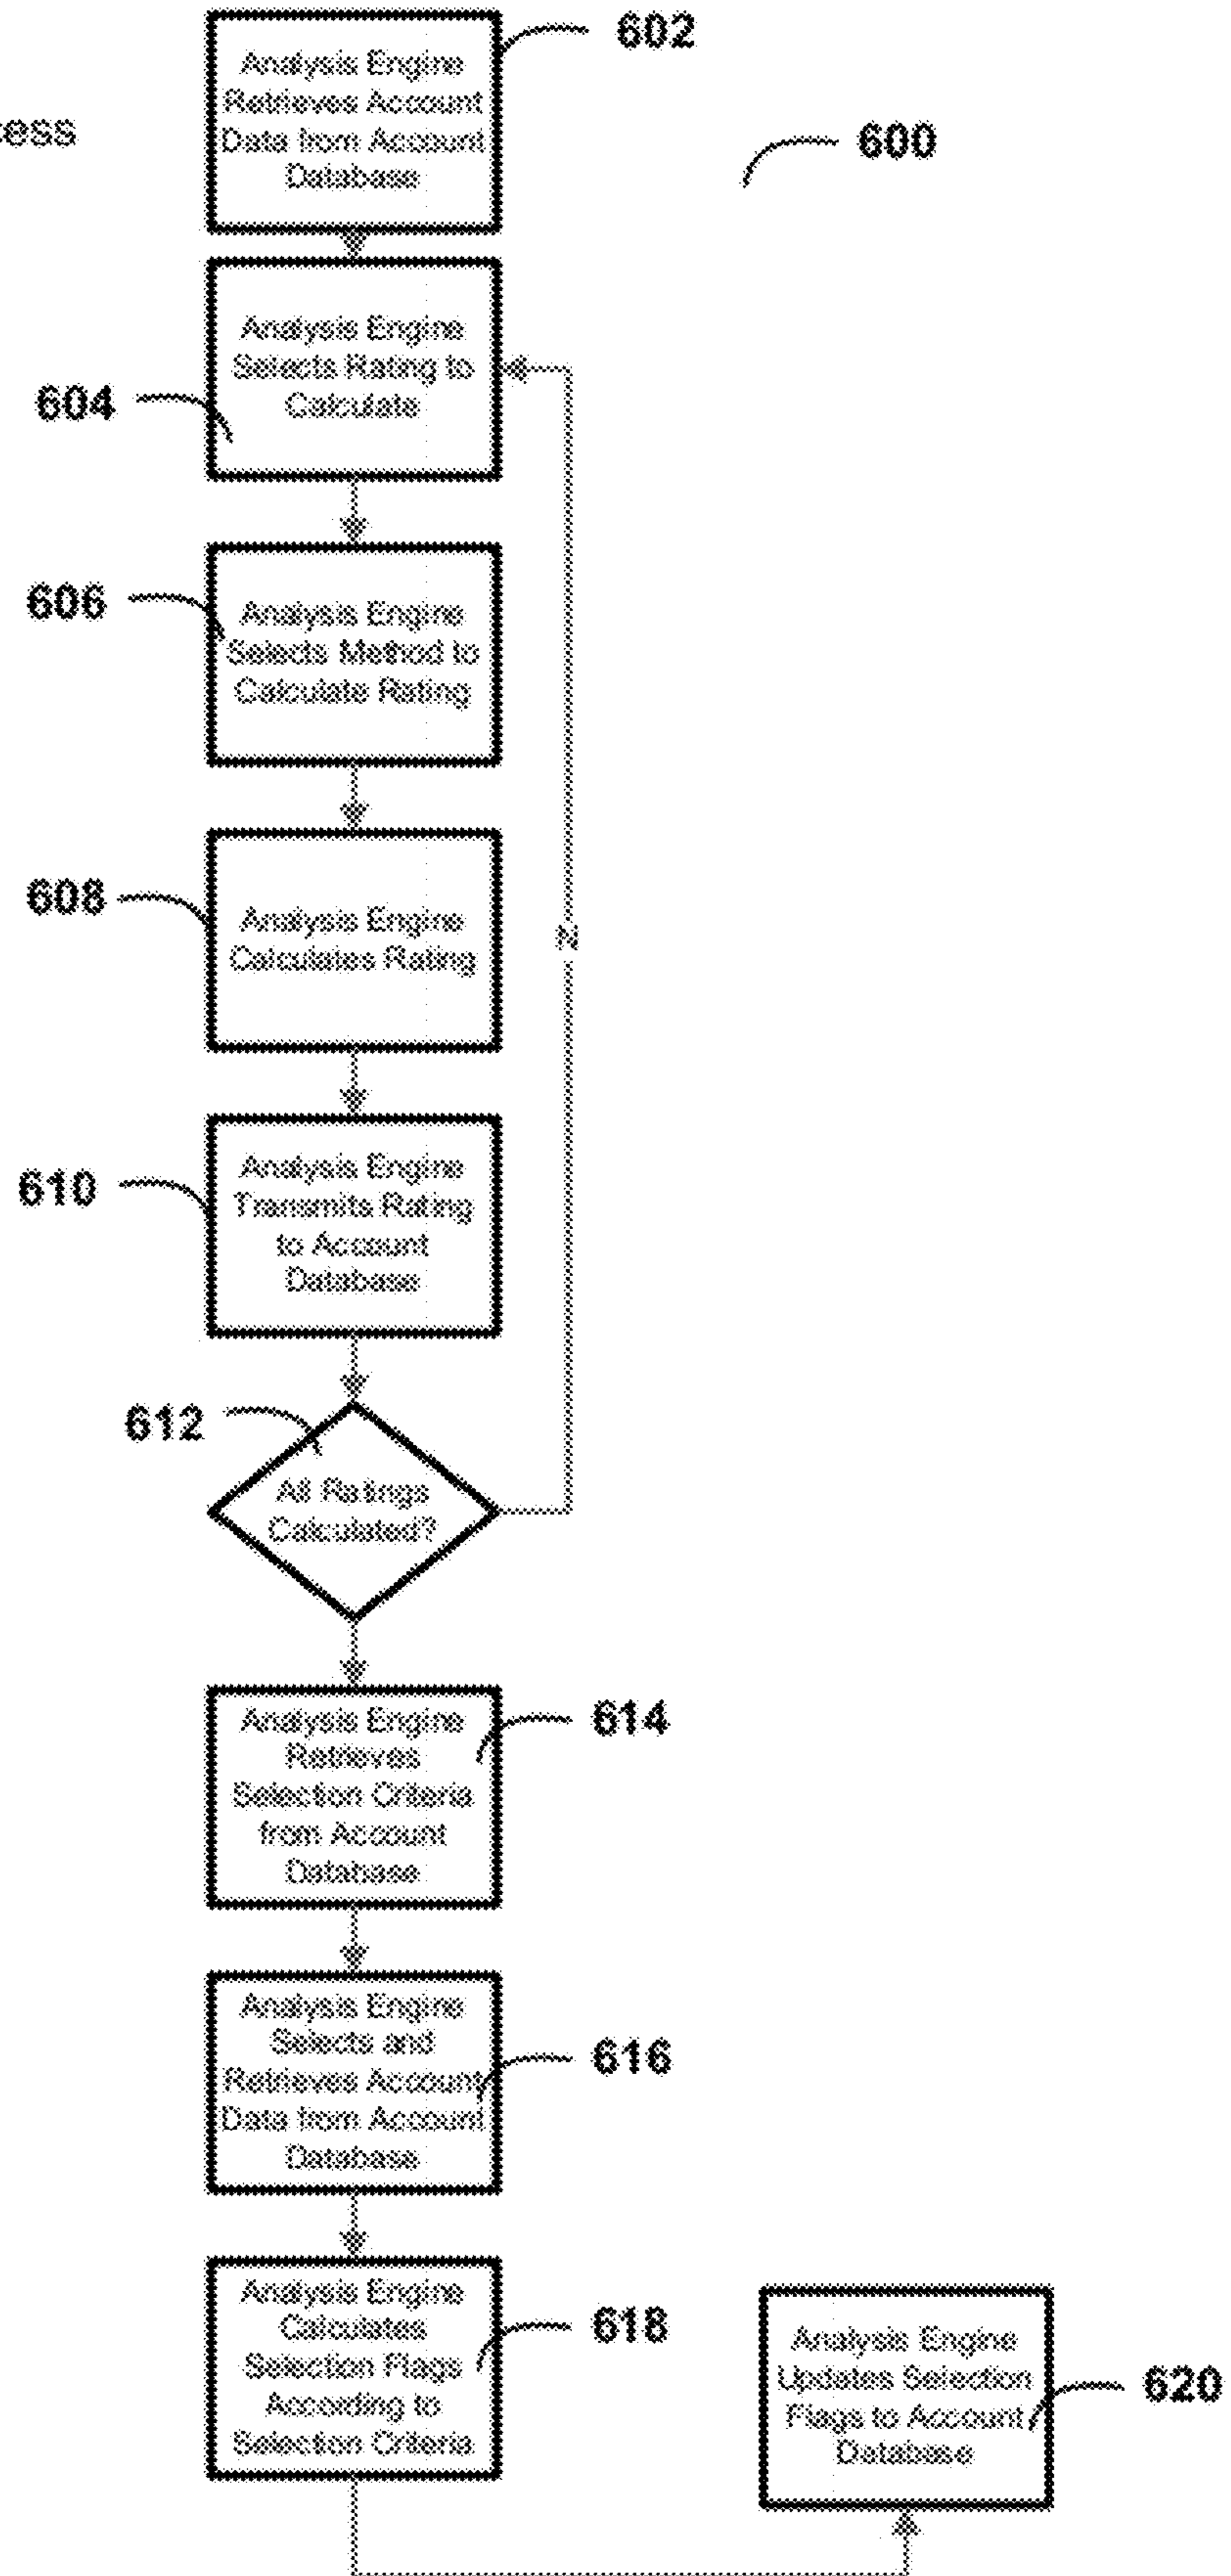 602
Analysis Engine
Retrieves Account
Data from Account
Database
cess
600
Analysis Engine
Selects Rating to
Calculate
604
606
Analysis Engine
Selects Method to
Calculate Rating
608
Analysis Engine
Calculates Rating
N
610
Analysis Engine
Transmits Rating
to Account
Database
612
All Ratings
Calculated?
Analysis Engine
Retrieves
Selection Criteria
from Account
Database
614
Analysis Engine
Selects and
Retrieves Account
Data from Account
Database
616
Analysis Engine
Calculates
Selection Flags
According to
Selection Criteria
618
Analysis Engine
Updates Selection
Flags to Account
Database
620